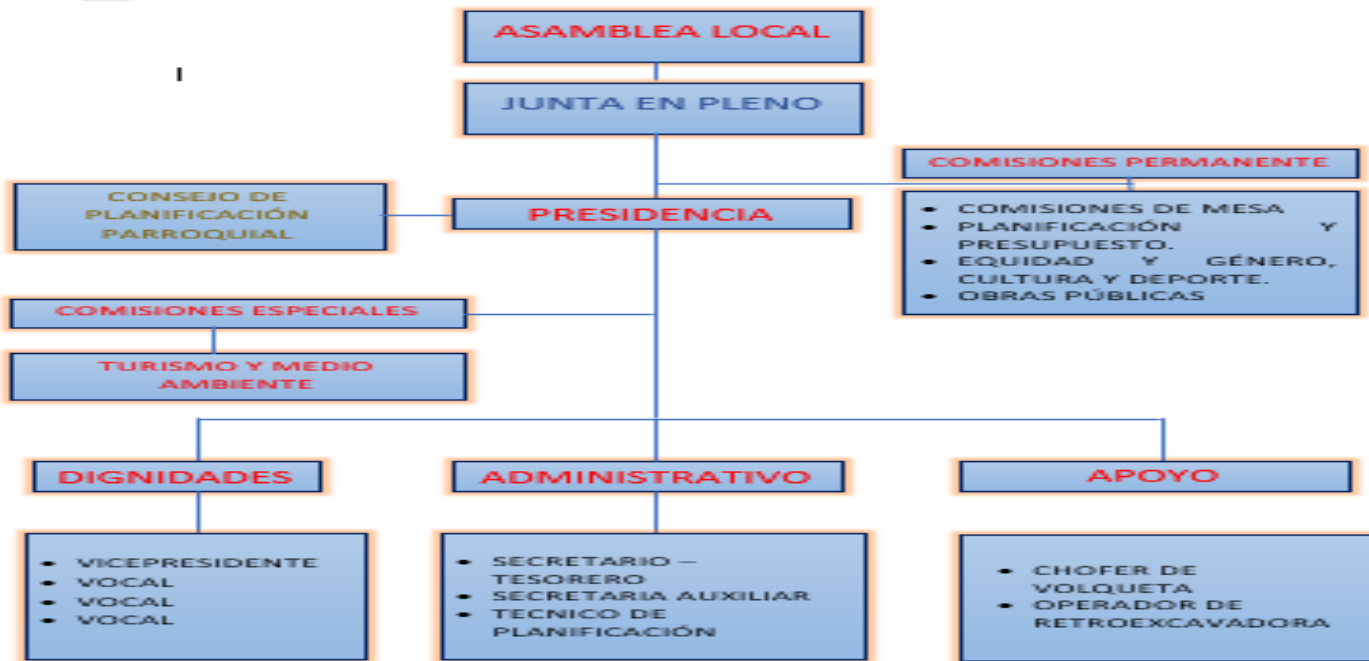 ASAMBLEA LOCAL
I
JUNTA EN PLENO
COMISIONES PERMANENTE
CONSEJO DE
PLANIFICACIÓN
PARROQUIAL
PRESIDENCIA
• COMISIONES DE MESA
• PLANIFICACIÓN Y
PRESUPUESTO.
• EQUIDAD Y GÉNERO,
CULTURA Y DEPORTE.
• OBRAS PÚBLICAS
COMISIONES ESPECIALES
TURISMO Y MEDIO
AMBIENTE
DIGNIDADES
ADMINISTRATIVO
APOYO
• VICEPRESIDENTE
• VOCAL
• VOCAL
• VOCAL
• SECRETARIO –
TESORERO
• SECRETARIA AUXILIAR
• TECNICO DE
PLANIFICACIÓN
• CHOFER DE
VOLQUETA
• OPERADOR DE
RETROEXCAVADORA